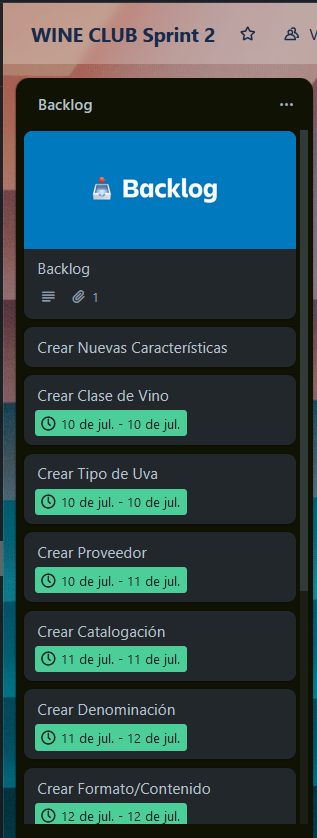 WINE CLUB Sprint 2
Backlog
Backlog
Backlog
1
Crear Nuevas Características
Crear Clase de Vino
10 de jul. - 10 de jul.
Crear Tipo de Uva
10 de jul. - 10 de jul.
Crear Proveedor
10 de jul. - 11 de jul.
Crear Catalogación
11 de jul. - 11 de jul.
Crear Denominación
11 de jul. - 12 de jul.
Crear Formato/Contenido
12 de jul. - 12 de jul.